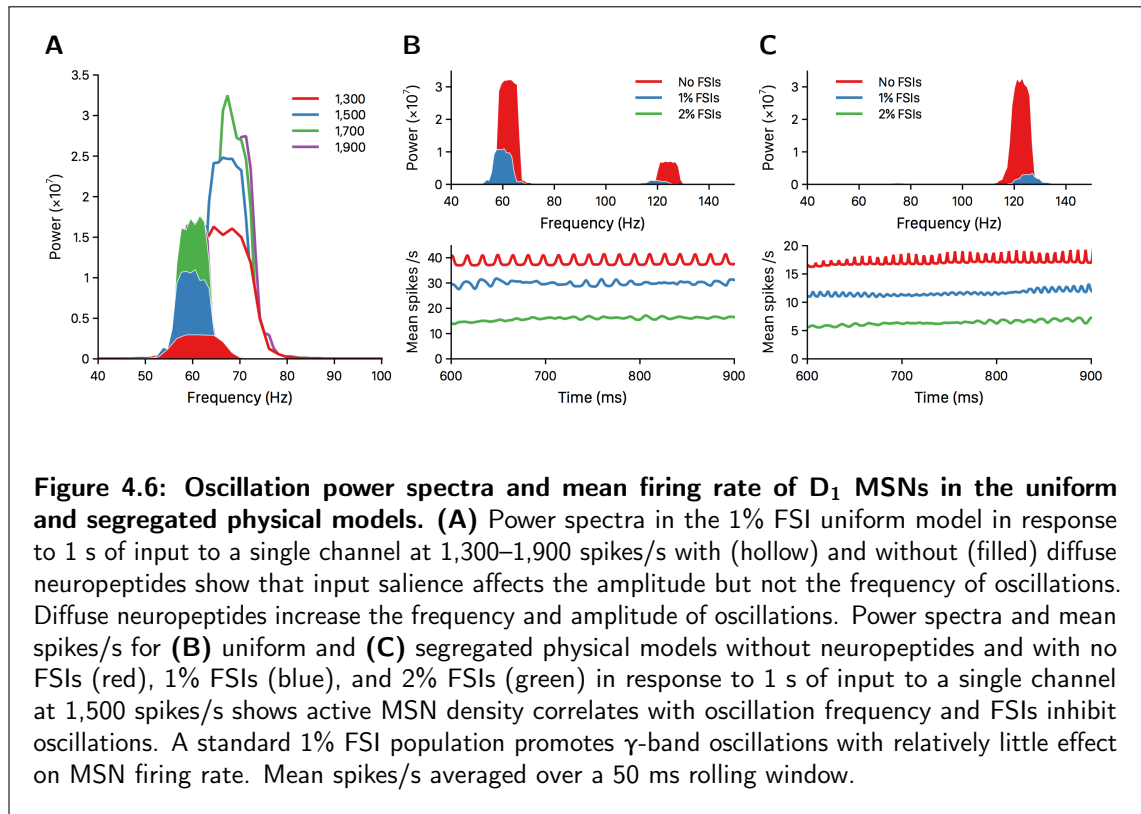 A
B
C
3.5
3
2.5
2
1.5
1
0.5
0
Power (×10⁷)
1,300
1,500
1,700
1,900
40 50 60 70 80 90 100
Frequency (Hz)
3
2
1
0
Power (×10⁷)
No FSIs
1% FSIs
2% FSIs
40 60 80 100 120 140
Frequency (Hz)
40
30
20
10
0
Mean spikes /s
600 700 800 900
Time (ms)
3
2
1
0
Power (×10⁷)
No FSIs
1% FSIs
2% FSIs
40 60 80 100 120 140
Frequency (Hz)
20
15
10
5
0
Mean spikes /s
600 700 800 900
Time (ms)
Figure 4.6: Oscillation power spectra and mean firing rate of D₁ MSNs in the uniform
and segregated physical models. (A) Power spectra in the 1% FSI uniform model in response
to 1 s of input to a single channel at 1,300–1,900 spikes/s with (hollow) and without (filled) diffuse
neuropeptides show that input salience affects the amplitude but not the frequency of oscillations.
Diffuse neuropeptides increase the frequency and amplitude of oscillations. Power spectra and mean
spikes/s for (B) uniform and (C) segregated physical models without neuropeptides and with no
FSIs (red), 1% FSIs (blue), and 2% FSIs (green) in response to 1 s of input to a single channel
at 1,500 spikes/s shows active MSN density correlates with oscillation frequency and FSIs inhibit
oscillations. A standard 1% FSI population promotes γ-band oscillations with relatively little effect
on MSN firing rate. Mean spikes/s averaged over a 50 ms rolling window.